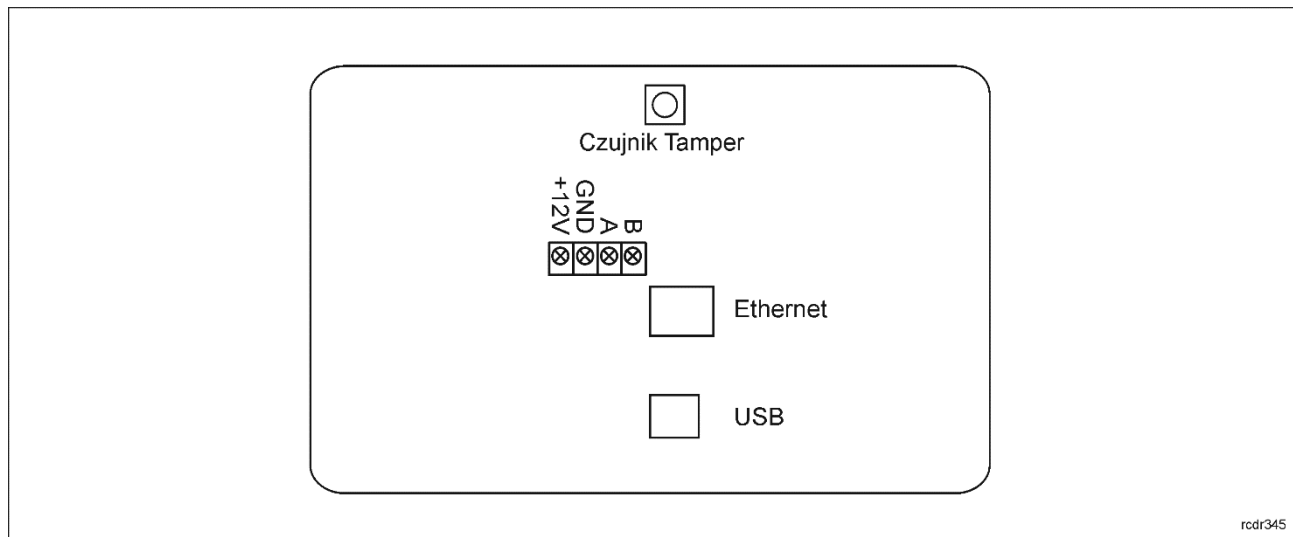 Czujnik Tamper
+12V
GND
A
B
Ethernet
USB
rcdr345